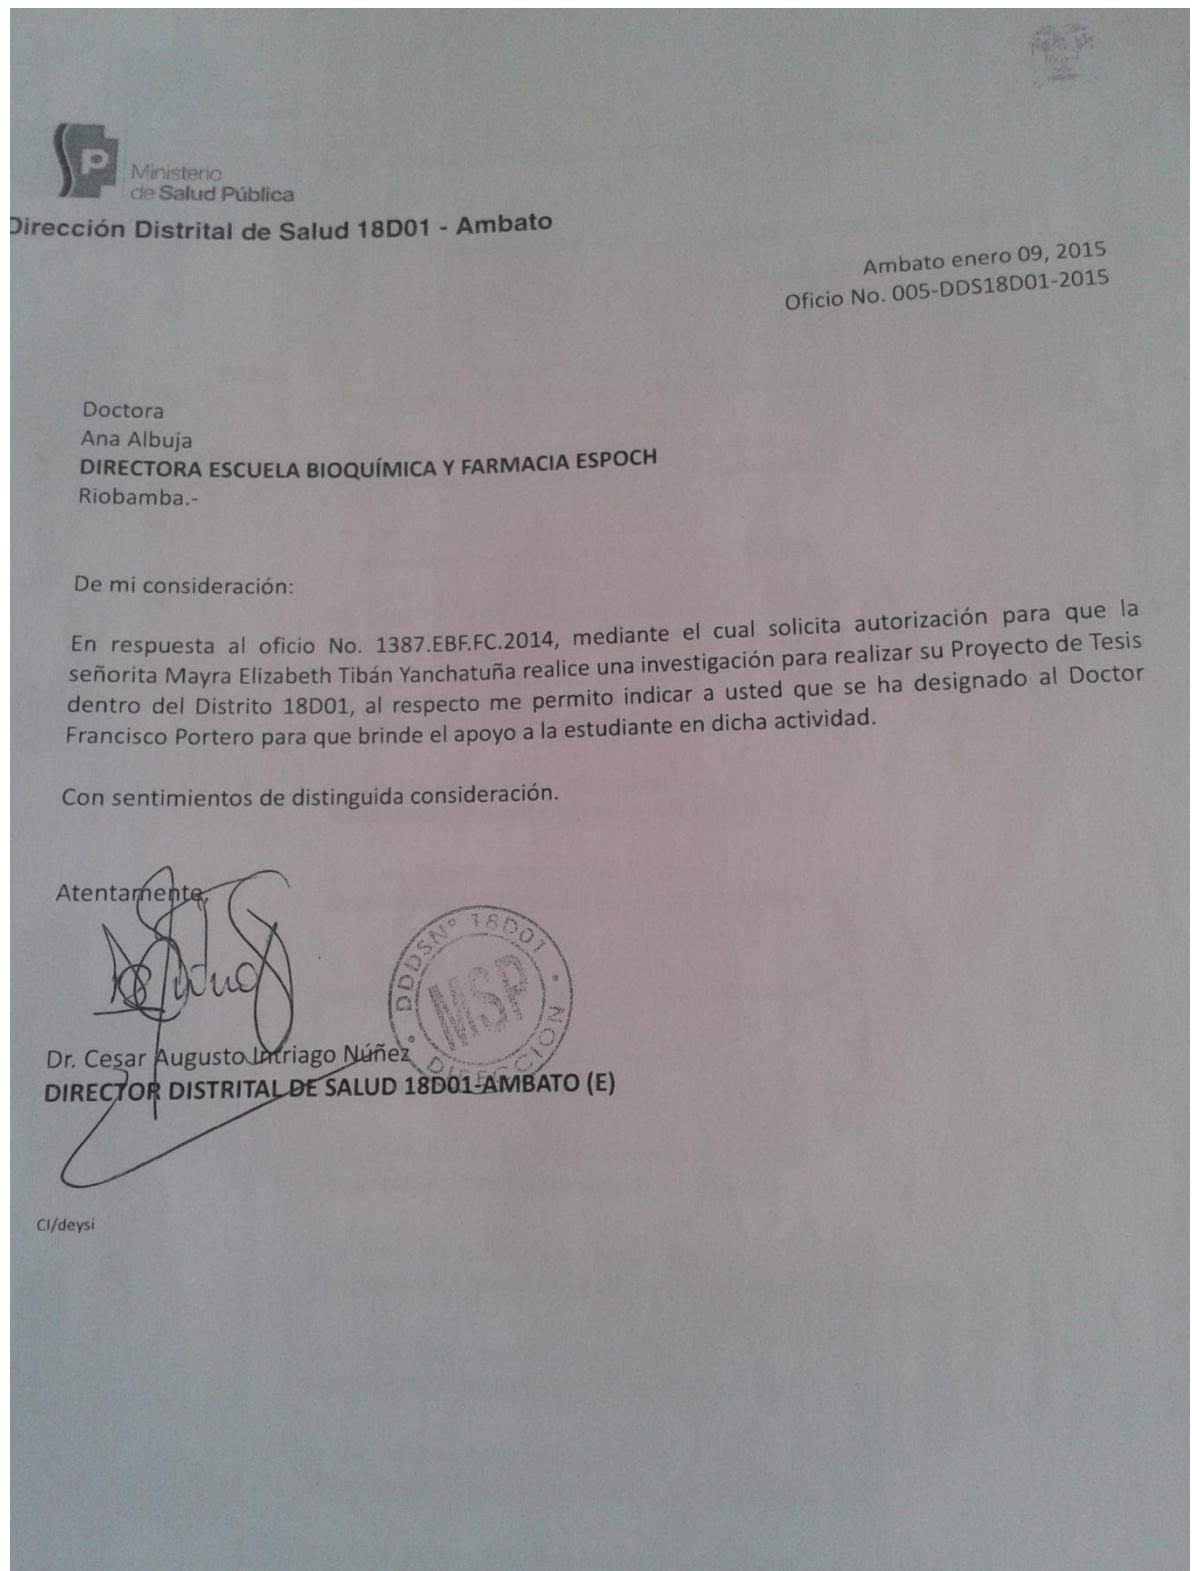 P
Ministerio
de Salud Pública
Dirección Distrital de Salud 18D01 - Ambato
Ambato enero 09, 2015
Oficio No. 005-DDS18D01-2015
Doctora
Ana Albuja
DIRECTORA ESCUELA BIOQUÍMICA Y FARMACIA ESPOCH
Riobamba.-
De mi consideración:
En respuesta al oficio No. 1387.EBF.FC.2014, mediante el cual solicita autorización para que la
señorita Mayra Elizabeth Tibán Yanchatuña realice una investigación para realizar su Proyecto de Tesis
dentro del Distrito 18D01, al respecto me permito indicar a usted que se ha designado al Doctor
Francisco Portero para que brinde el apoyo a la estudiante en dicha actividad.
Con sentimientos de distinguida consideración.
Atentamente,
DDDSN° 18D01
MSP
DIRECCION
Dr. Cesar Augusto Intriago Núñez
DIRECTOR DISTRITAL DE SALUD 18D01-AMBATO (E)
CI/deysi